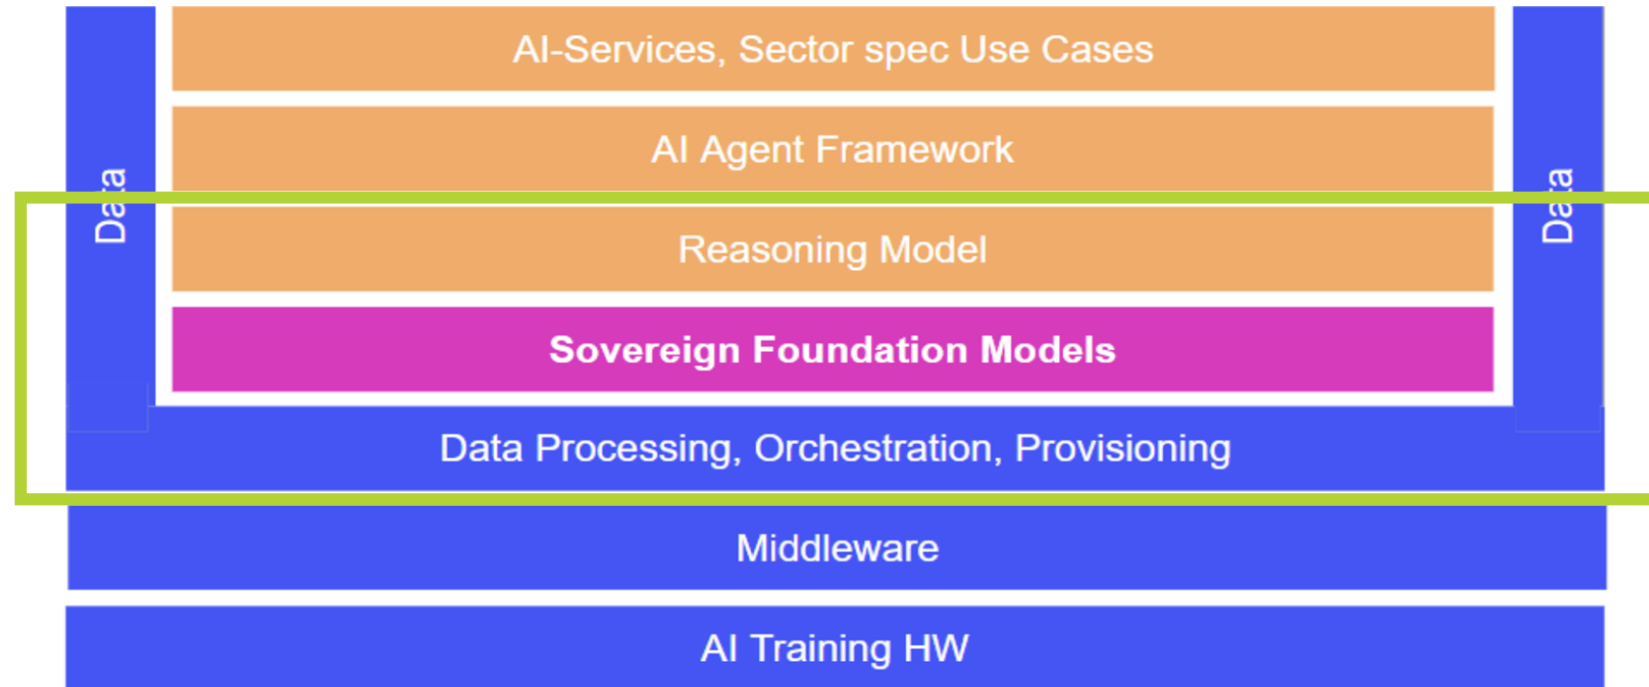 AI-Services, Sector spec Use Cases
AI Agent Framework
Data
Data
Reasoning Model
Sovereign Foundation Models
Data Processing, Orchestration, Provisioning
Middleware
AI Training HW